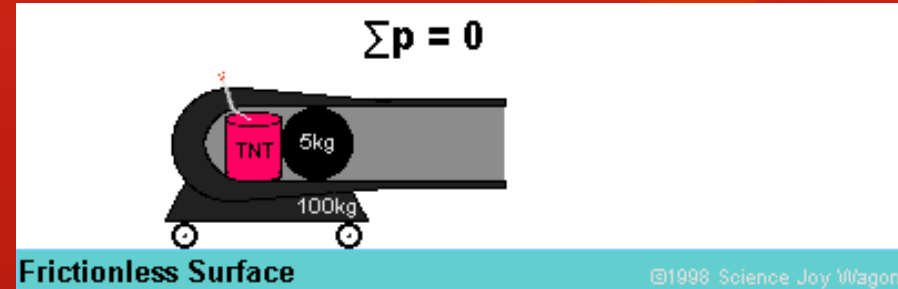 ∑p = 0
TNT
5kg
100kg
Frictionless Surface
©1998 Science Joy Wagon